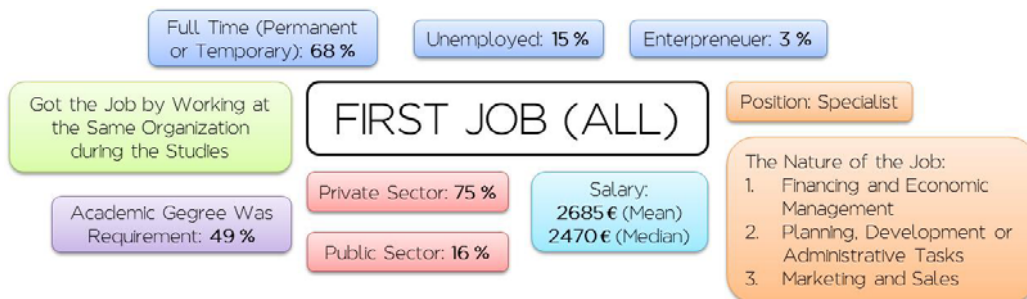 Full Time (Permanent
or Temporary): 68 %
Unemployed: 15 %
Enterpreneuer: 3 %
Got the Job by Working at
the Same Organization
during the Studies
FIRST JOB (ALL)
Position: Specialist
Academic Gegree Was
Requirement: 49 %
Private Sector: 75 %
Public Sector: 16 %
Salary:
2685 € (Mean)
2470 € (Median)
The Nature of the Job:
1. Financing and Economic
Management
2. Planning, Development or
Administrative Tasks
3. Marketing and Sales